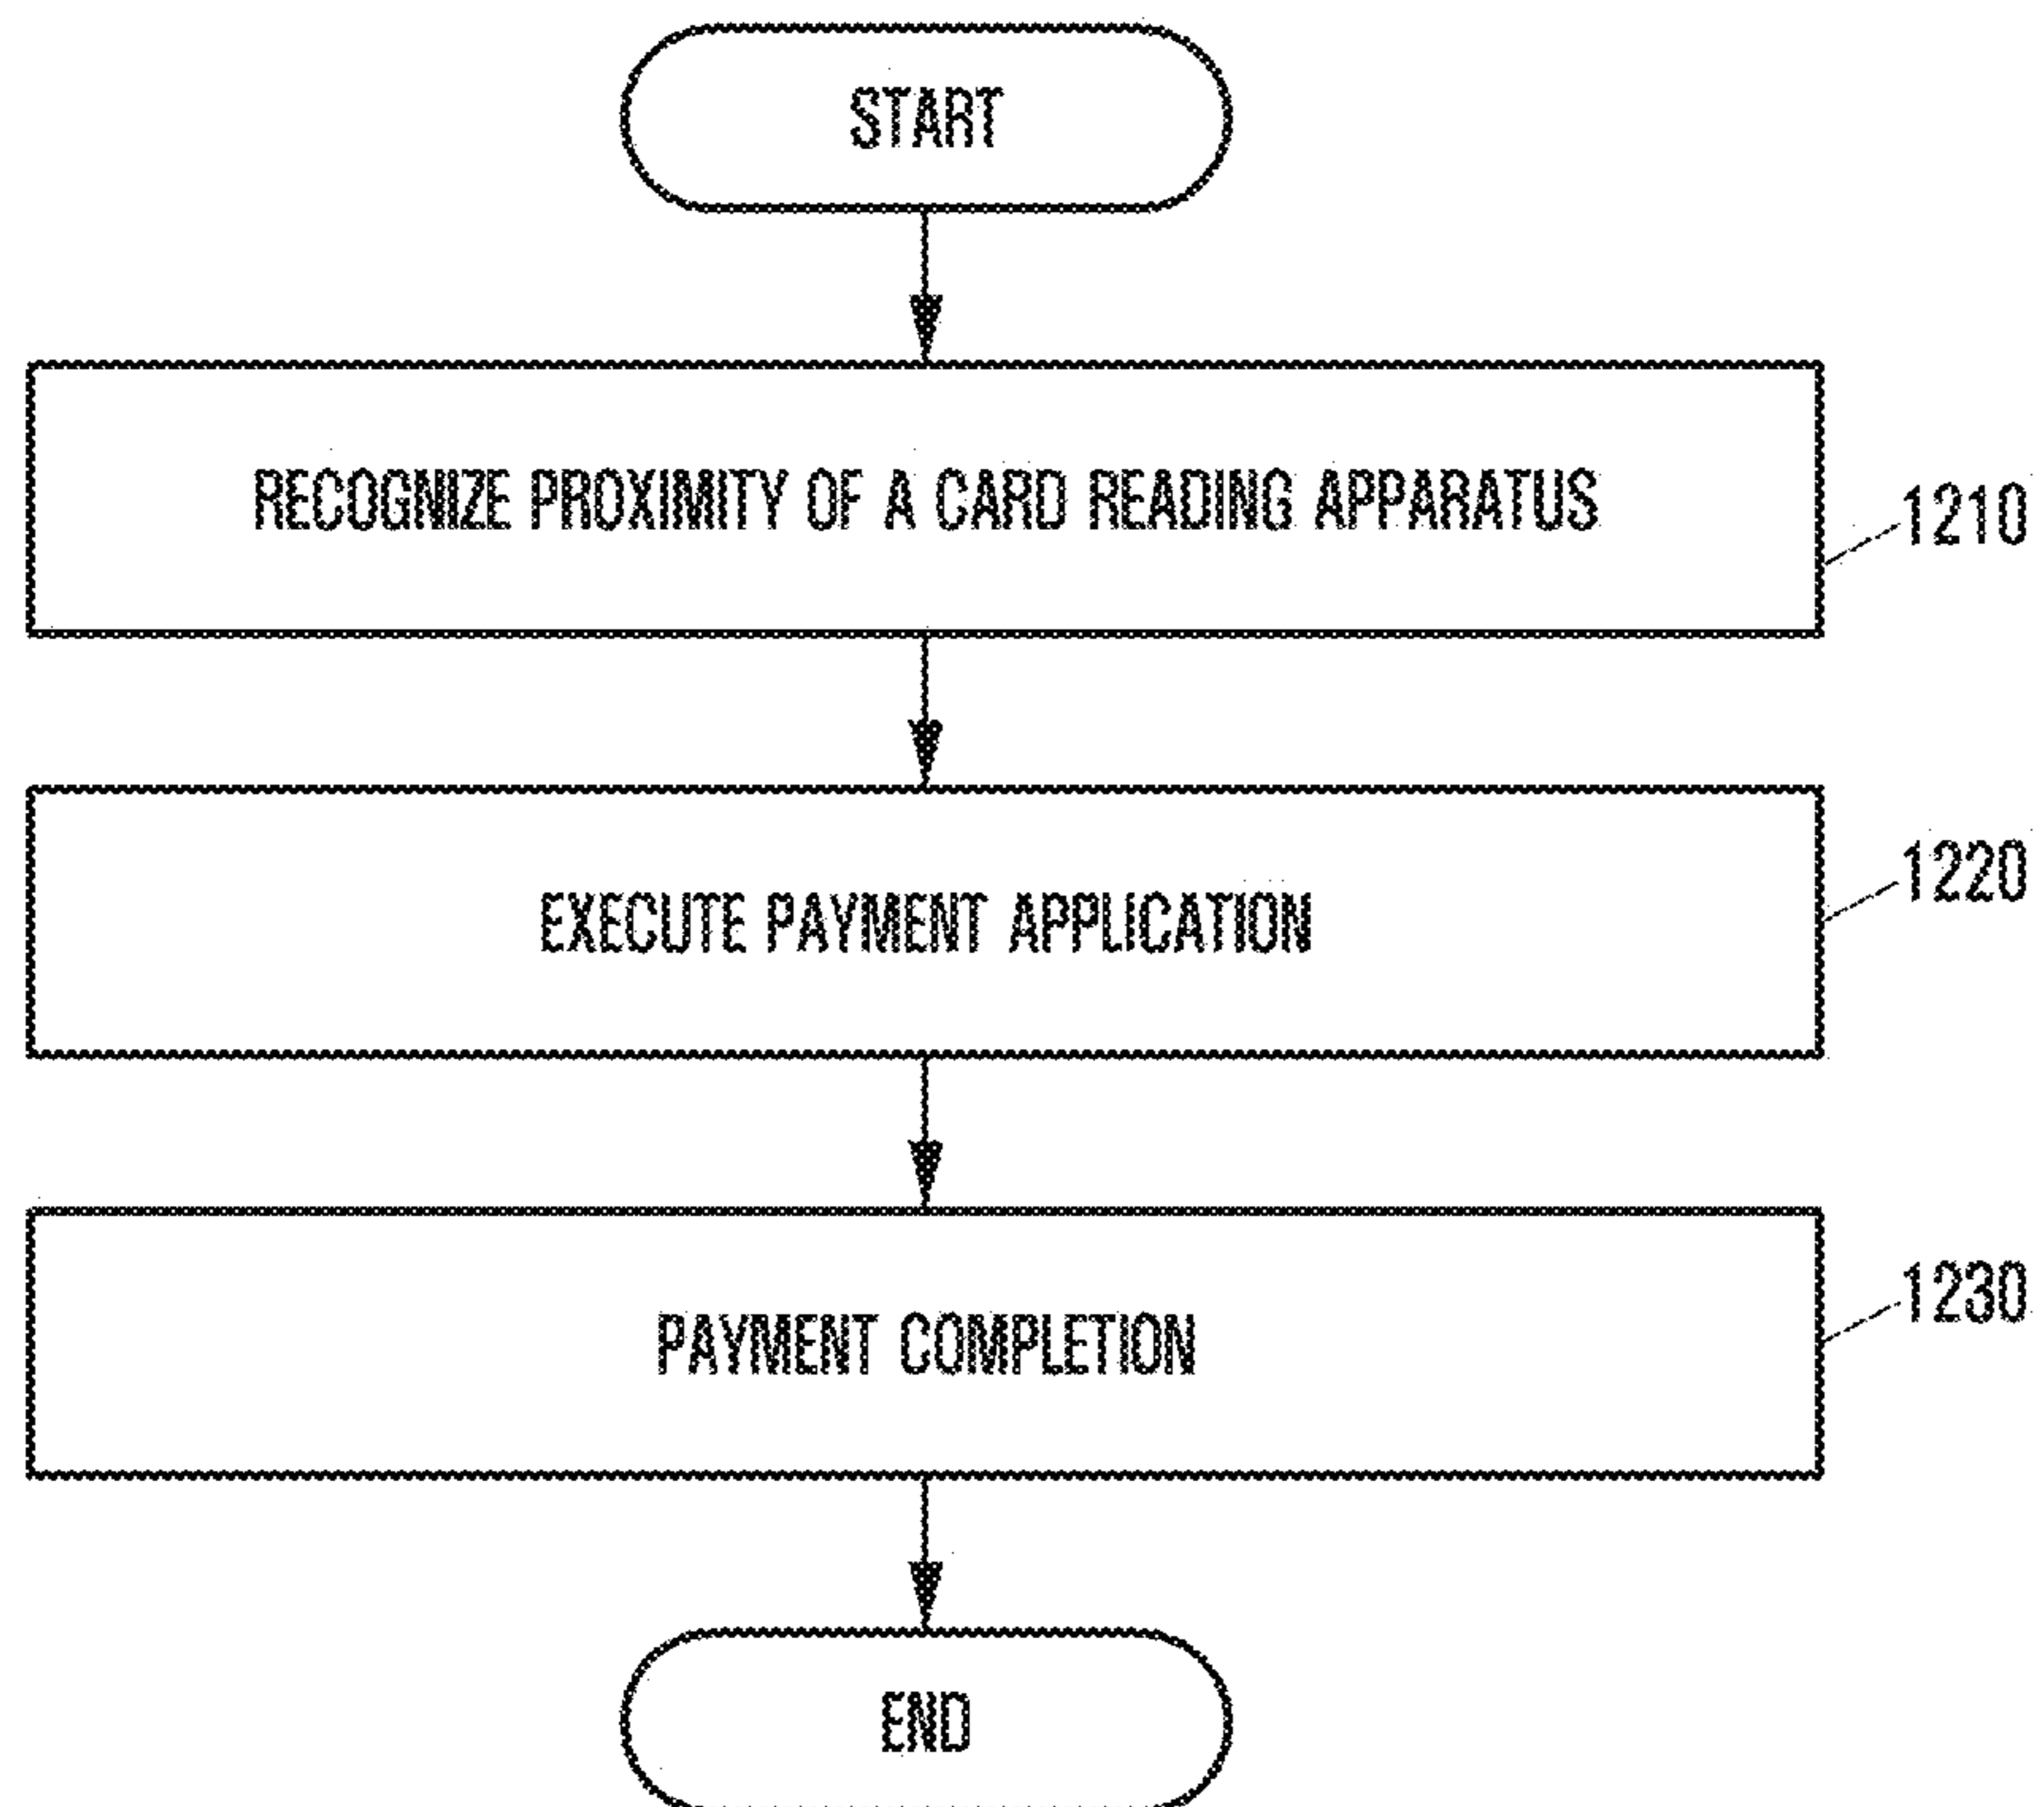 START
RECOGNIZE PROXIMITY OF A CARD READING APPARATUS
1210
EXECUTE PAYMENT APPLICATION
1220
PAYMENT COMPLETION
1230
END